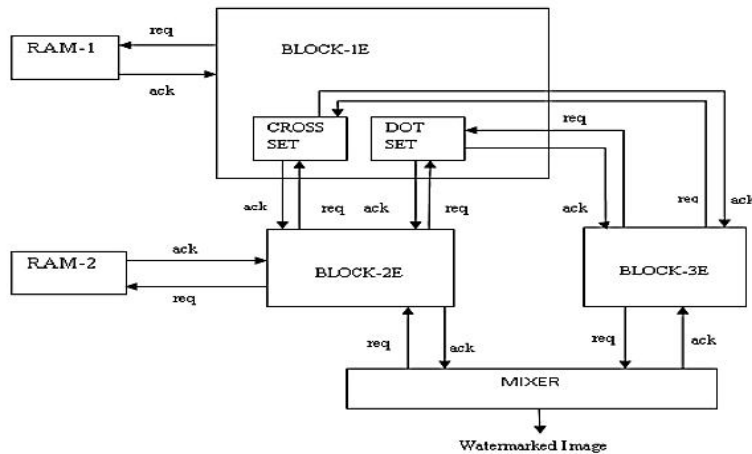 RAM-1
req
BLOCK-1E
ack
CROSS
SET
DOT
SET
req
ack
req
ack
req
ack
req
ack
RAM-2
ack
req
BLOCK-2E
BLOCK-3E
req
ack
req
ack
MIXER
Watermarked Image